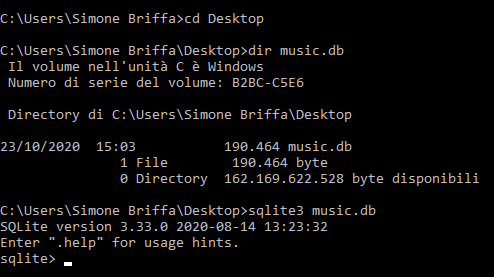 C:\Users\Simone Briffa>cd Desktop
C:\Users\Simone Briffa\Desktop>dir music.db
 Il volume nell'unità C è Windows
 Numero di serie del volume: B2BC-C5E6
 Directory di C:\Users\Simone Briffa\Desktop
23/10/2020  15:03           190.464 music.db
               1 File        190.464 byte
               0 Directory  162.169.622.528 byte disponibili
C:\Users\Simone Briffa\Desktop>sqlite3 music.db
SQLite version 3.33.0 2020-08-14 13:23:32
Enter ".help" for usage hints.
sqlite> _